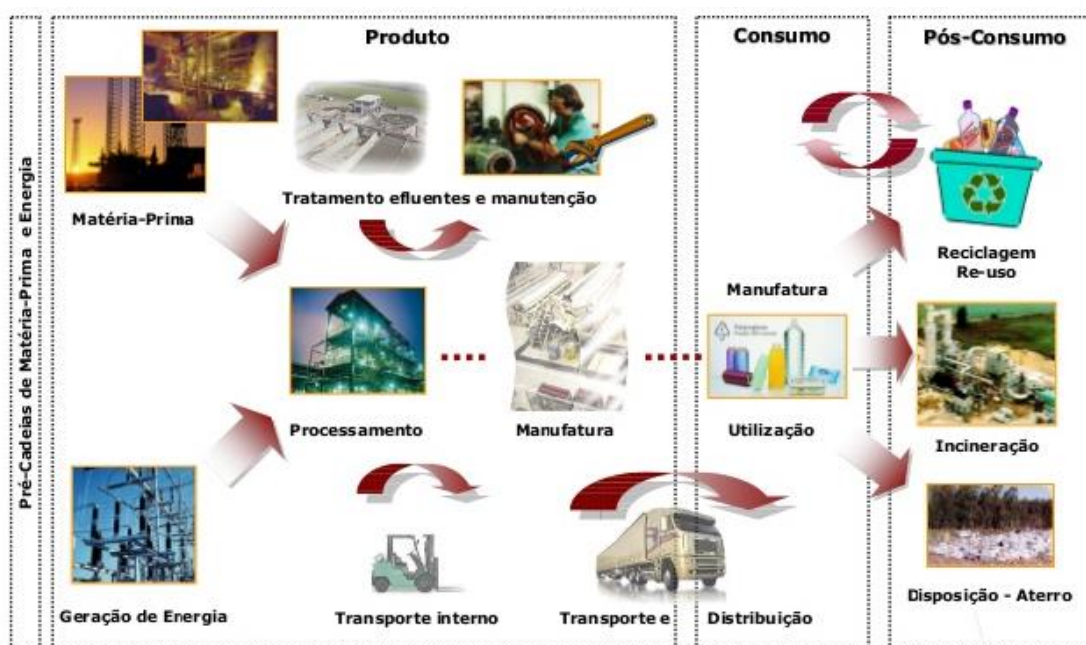 Pré-Cadeias de Matéria-Prima e Energia
Produto
Matéria-Prima
Tratamento efluentes e manutenção
Processamento
Manufatura
Geração de Energia
Transporte interno
Transporte e
Consumo
Manufatura
Utilização
Distribuição
Pós-Consumo
Reciclagem
Re-uso
Incineração
Disposição - Aterro